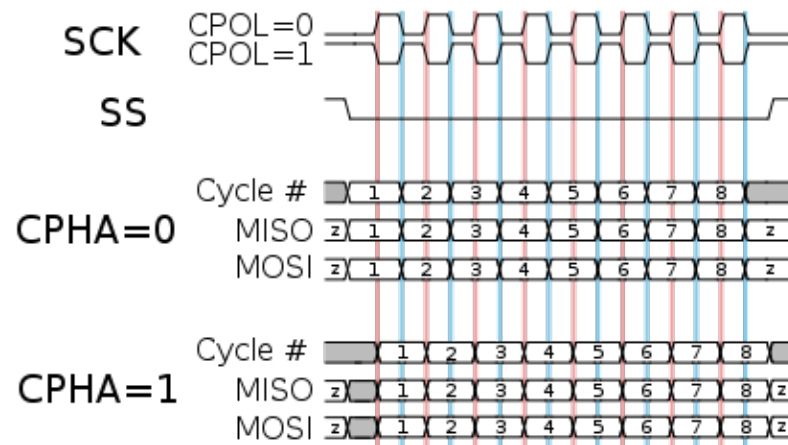 SCK CPOL=0
CPOL=1
SS
Cycle # 1 2 3 4 5 6 7 8
CPHA=0 MISO z 1 2 3 4 5 6 7 8 z
MOSI z 1 2 3 4 5 6 7 8 z
Cycle # 1 2 3 4 5 6 7 8
CPHA=1 MISO z 1 2 3 4 5 6 7 8 z
MOSI z 1 2 3 4 5 6 7 8 z